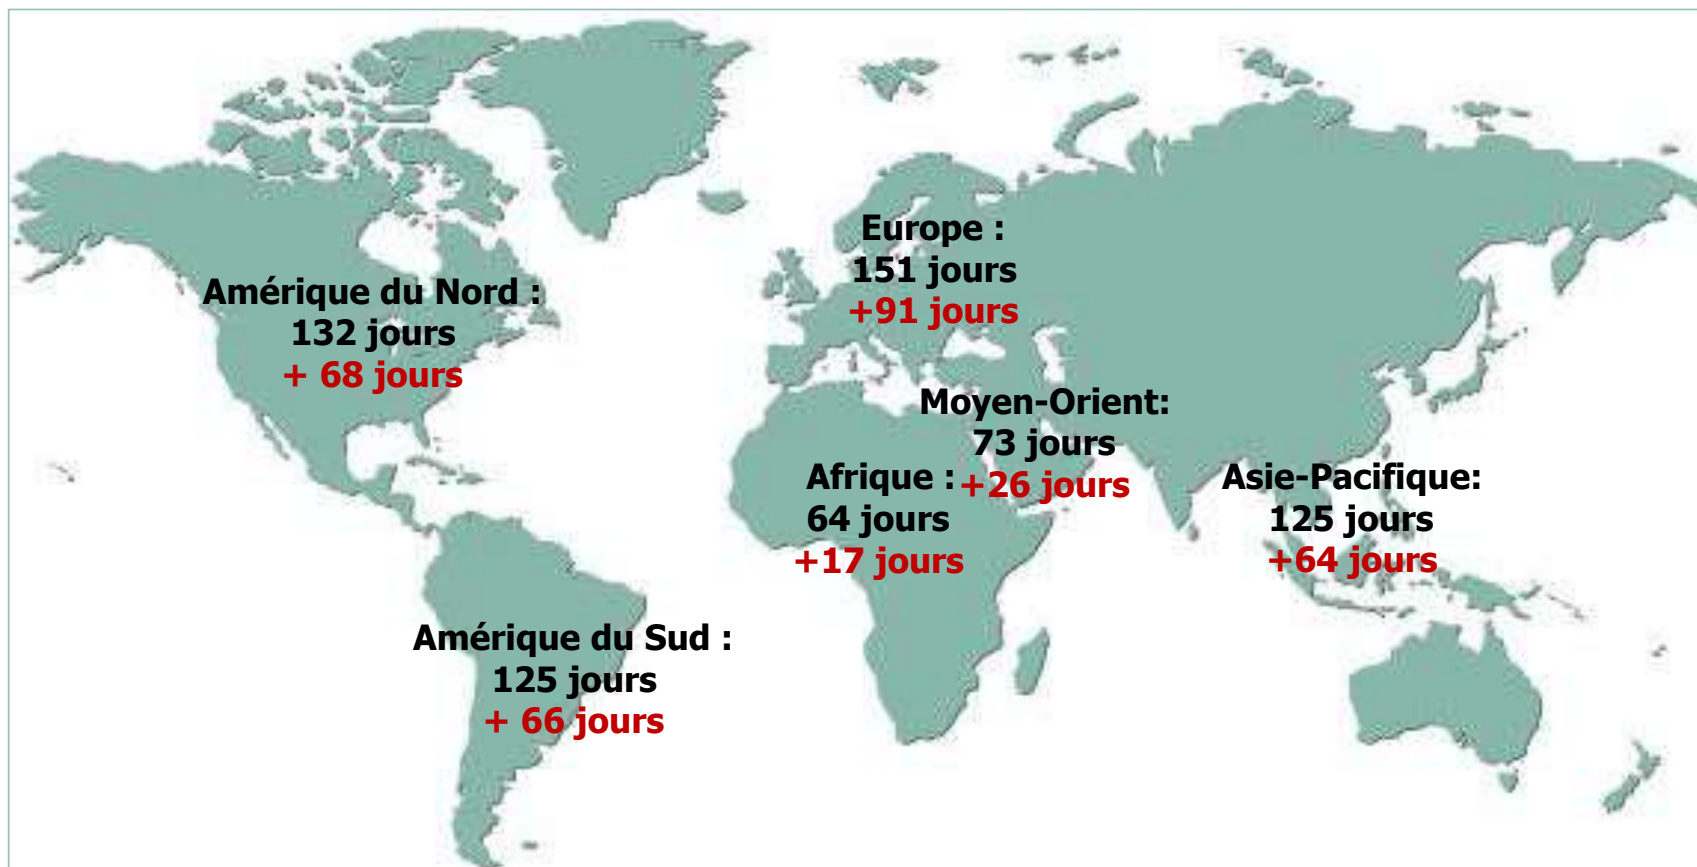 Europe :
151 jours
+91 jours
Amérique du Nord :
132 jours
+ 68 jours
Moyen-Orient:
73 jours
+26 jours
Afrique :
64 jours
+17 jours
Asie-Pacifique:
125 jours
+64 jours
Amérique du Sud :
125 jours
+ 66 jours